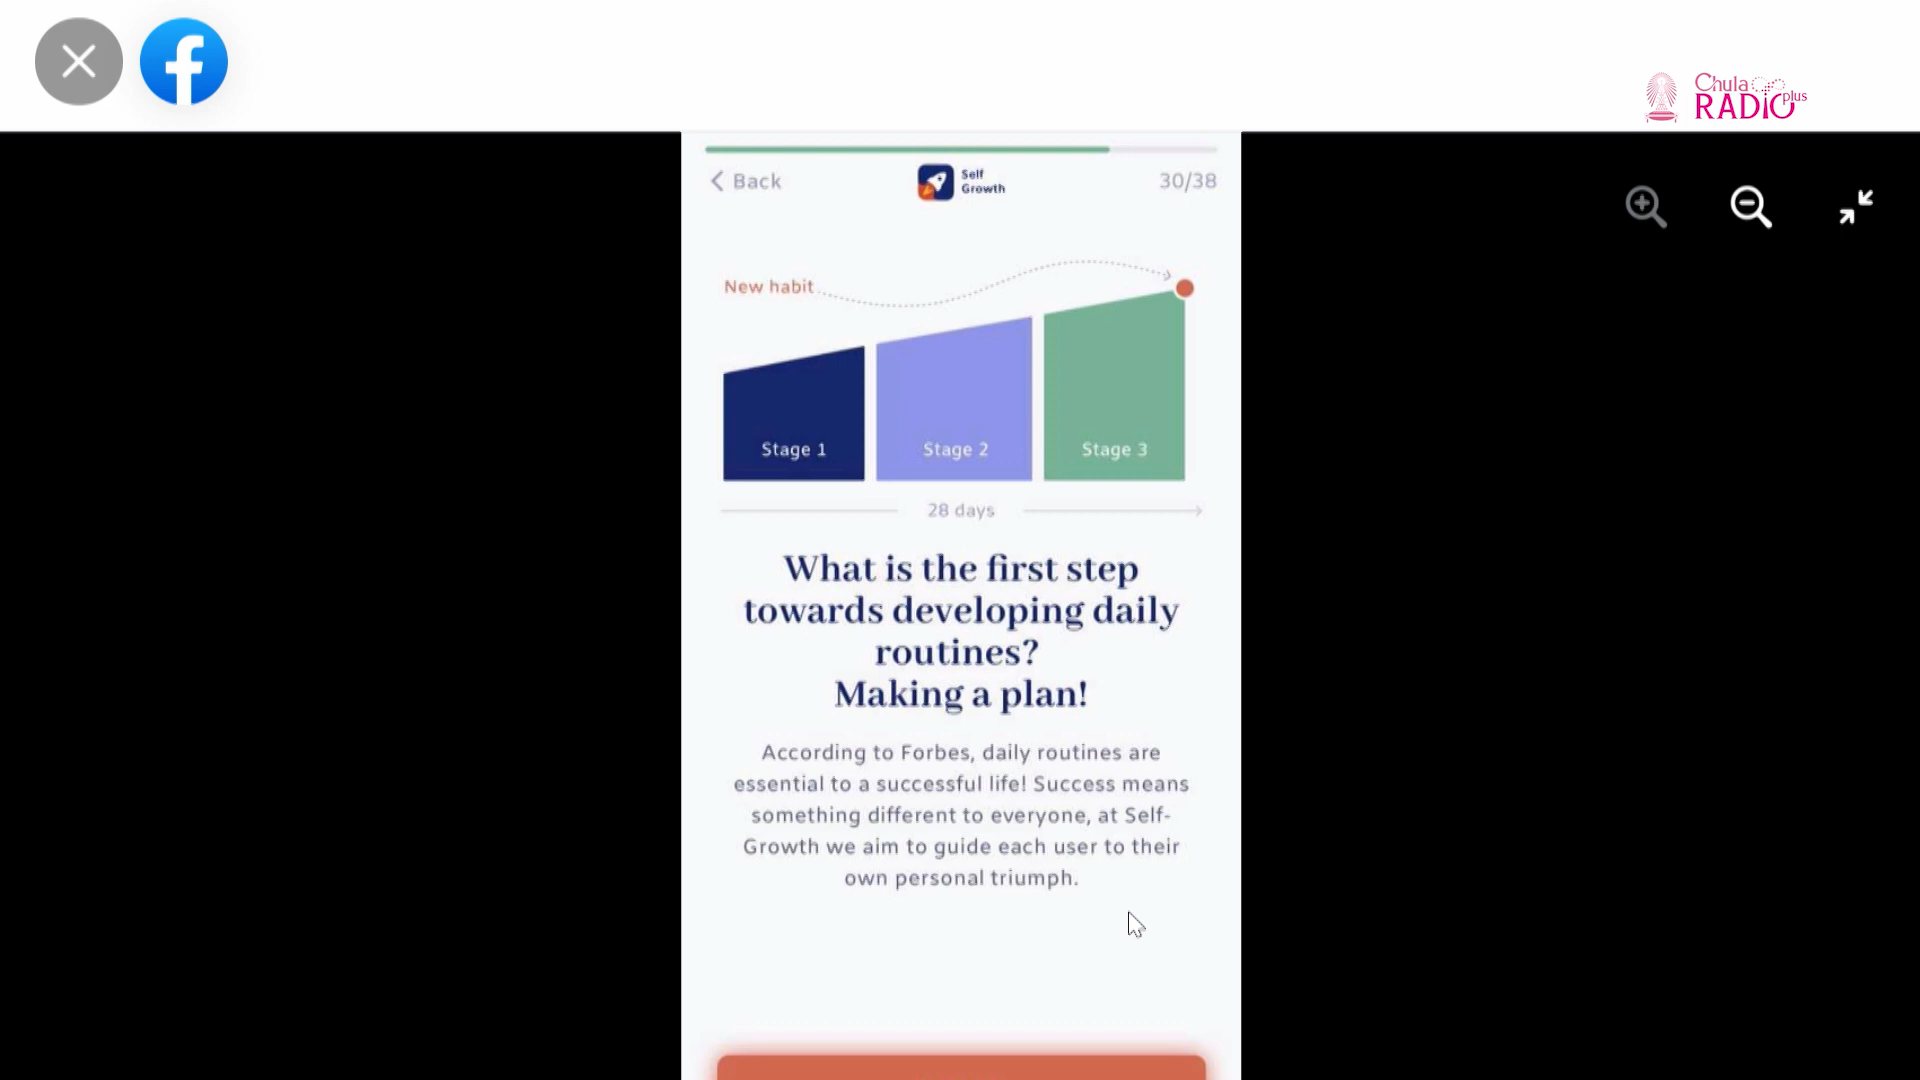 Chula
RADIO plus
Back
Self
Growth
30/38
New habit
Stage 1
Stage 2
Stage 3
28 days
What is the first step
towards developing daily
routines?
Making a plan!
According to Forbes, daily routines are
essential to a successful life! Success means
something different to everyone, at Self-
Growth we aim to guide each user to their
own personal triumph.